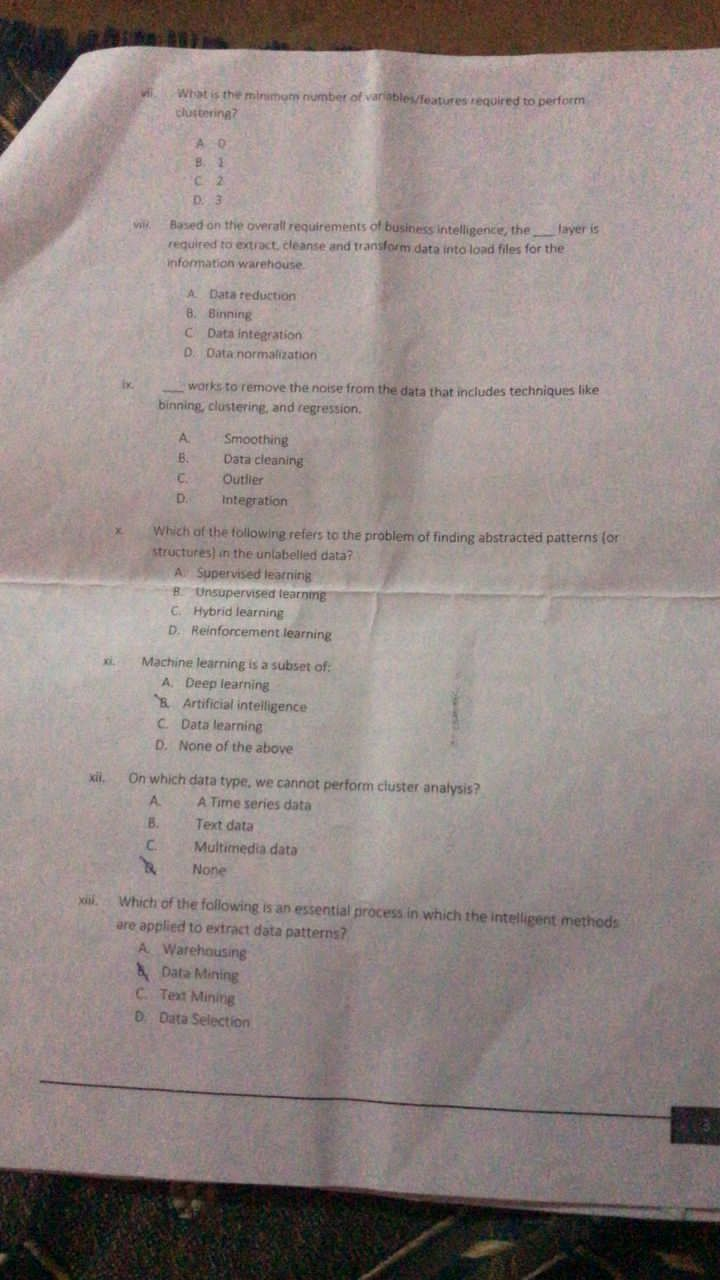 vii. What is the minimum number of variables/features required to perform
clustering?
A. 0
B. 1
C. 2
D. 3
viii. Based on the overall requirements of business intelligence, the ___ layer is
required to extract, cleanse and transform data into load files for the
information warehouse.
A. Data reduction
B. Binning
C Data integration
D. Data normalization
ix. ___ works to remove the noise from the data that includes techniques like
binning, clustering, and regression.
A. Smoothing
B. Data cleaning
C. Outlier
D. Integration
x. Which of the following refers to the problem of finding abstracted patterns (or
structures) in the unlabelled data?
A. Supervised learning
B. Unsupervised learning
C. Hybrid learning
D. Reinforcement learning
xi. Machine learning is a subset of:
A. Deep learning
B. Artificial intelligence
C. Data learning
D. None of the above
xii. On which data type, we cannot perform cluster analysis?
A. A Time series data
B. Text data
C. Multimedia data
D. None
xiii. Which of the following is an essential process in which the intelligent methods
are applied to extract data patterns?
A. Warehousing
B. Data Mining
C. Text Mining
D. Data Selection
3